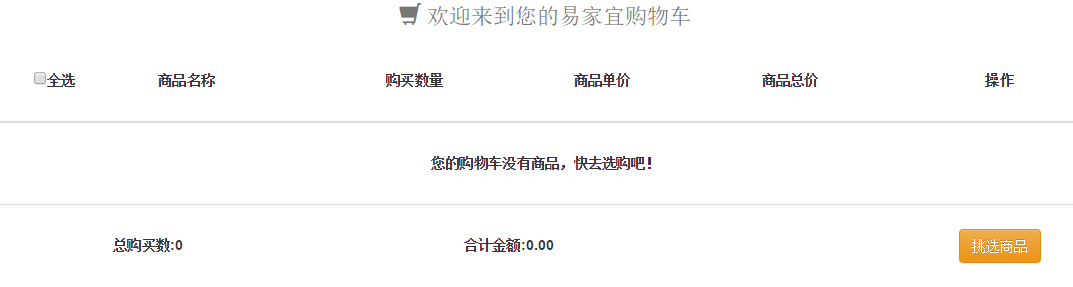 欢迎来到您的易家宜购物车
全选 商品名称 购买数量 商品单价 商品总价 操作
您的购物车没有商品，快去选购吧！
总购买数:0 合计金额:0.00 挑选商品